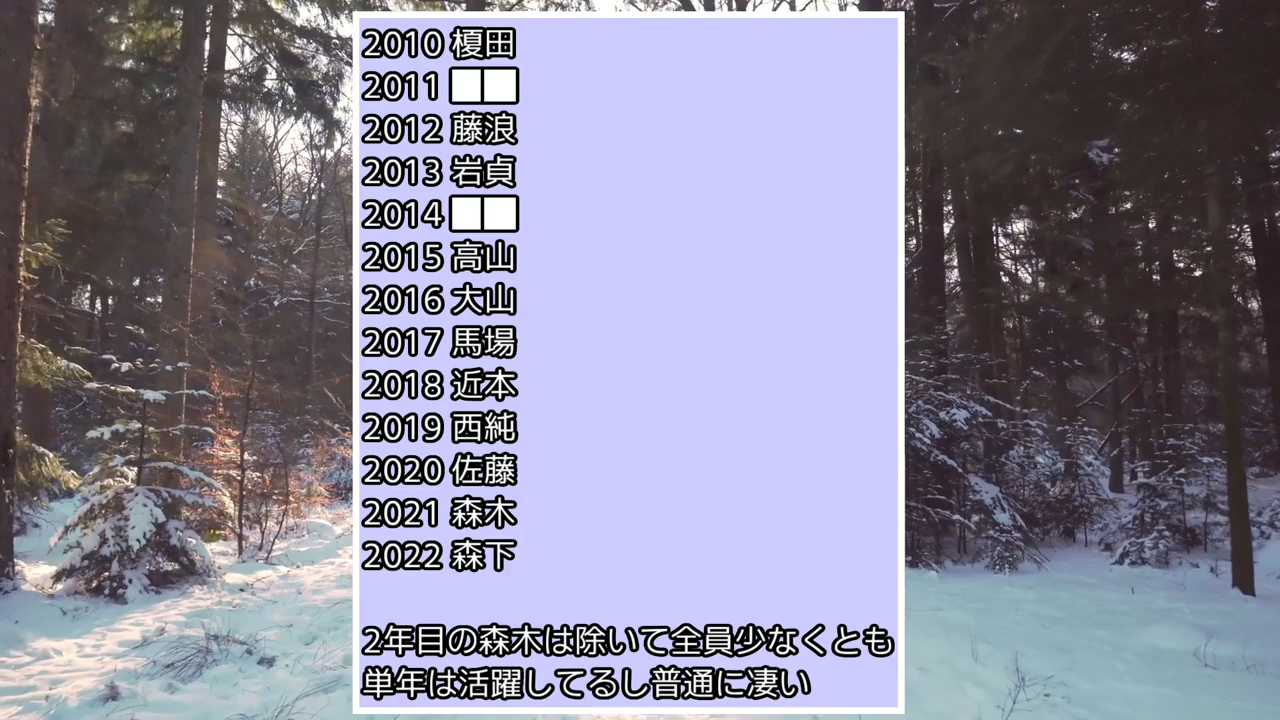 2010 榎田
2011 ██
2012 藤浪
2013 岩貞
2014 ██
2015 高山
2016 大山
2017 馬場
2018 近本
2019 西純
2020 佐藤
2021 森木
2022 森下
2年目の森木は除いて全員少なくとも
単年は活躍してるし普通に凄い